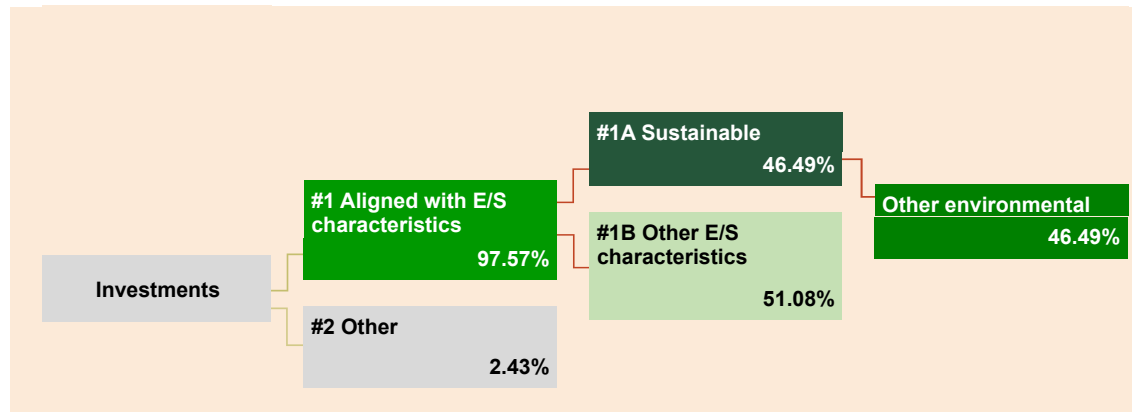 Investments
#1 Aligned with E/S
characteristics
97.57%
#2 Other
2.43%
#1A Sustainable
46.49%
#1B Other E/S
characteristics
51.08%
Other environmental
46.49%